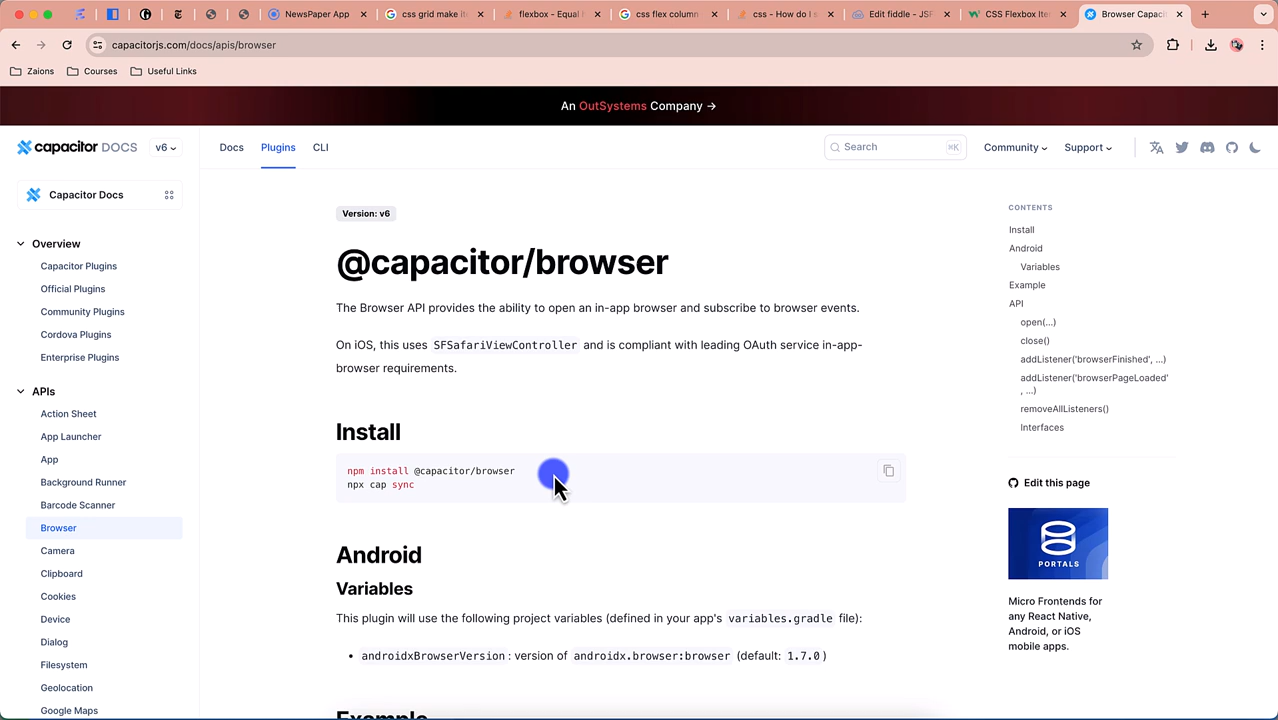 NewsPaper App
css grid make it
flexbox - Equal
css flex column
css - How do I s
Edit fiddle - JSF
CSS Flexbox Ite
Browser Capaci
capacitorjs.com/docs/apis/browser
Zaions
Courses
Useful Links
An OutSystems Company →
capacitor DOCS
v6
Docs
Plugins
CLI
Search
⌘K
Community
Support
Capacitor Docs
Overview
Capacitor Plugins
Official Plugins
Community Plugins
Cordova Plugins
Enterprise Plugins
APIs
Action Sheet
App Launcher
App
Background Runner
Barcode Scanner
Browser
Camera
Clipboard
Cookies
Device
Dialog
Filesystem
Geolocation
Google Maps
Version: v6
@capacitor/browser
The Browser API provides the ability to open an in-app browser and subscribe to browser events.
On iOS, this uses SFSafariViewController and is compliant with leading OAuth service in-app-
browser requirements.
Install
npm install @capacitor/browser
npx cap sync
Android
Variables
This plugin will use the following project variables (defined in your app's variables.gradle file):
• androidxBrowserVersion : version of androidx.browser:browser (default: 1.7.0 )
Example
CONTENTS
Install
Android
Variables
Example
API
open(...)
close()
addListener('browserFinished', ...)
addListener('browserPageLoaded'
, ...)
removeAllListeners()
Interfaces
Edit this page
PORTALS
Micro Frontends for
any React Native,
Android, or iOS
mobile apps.